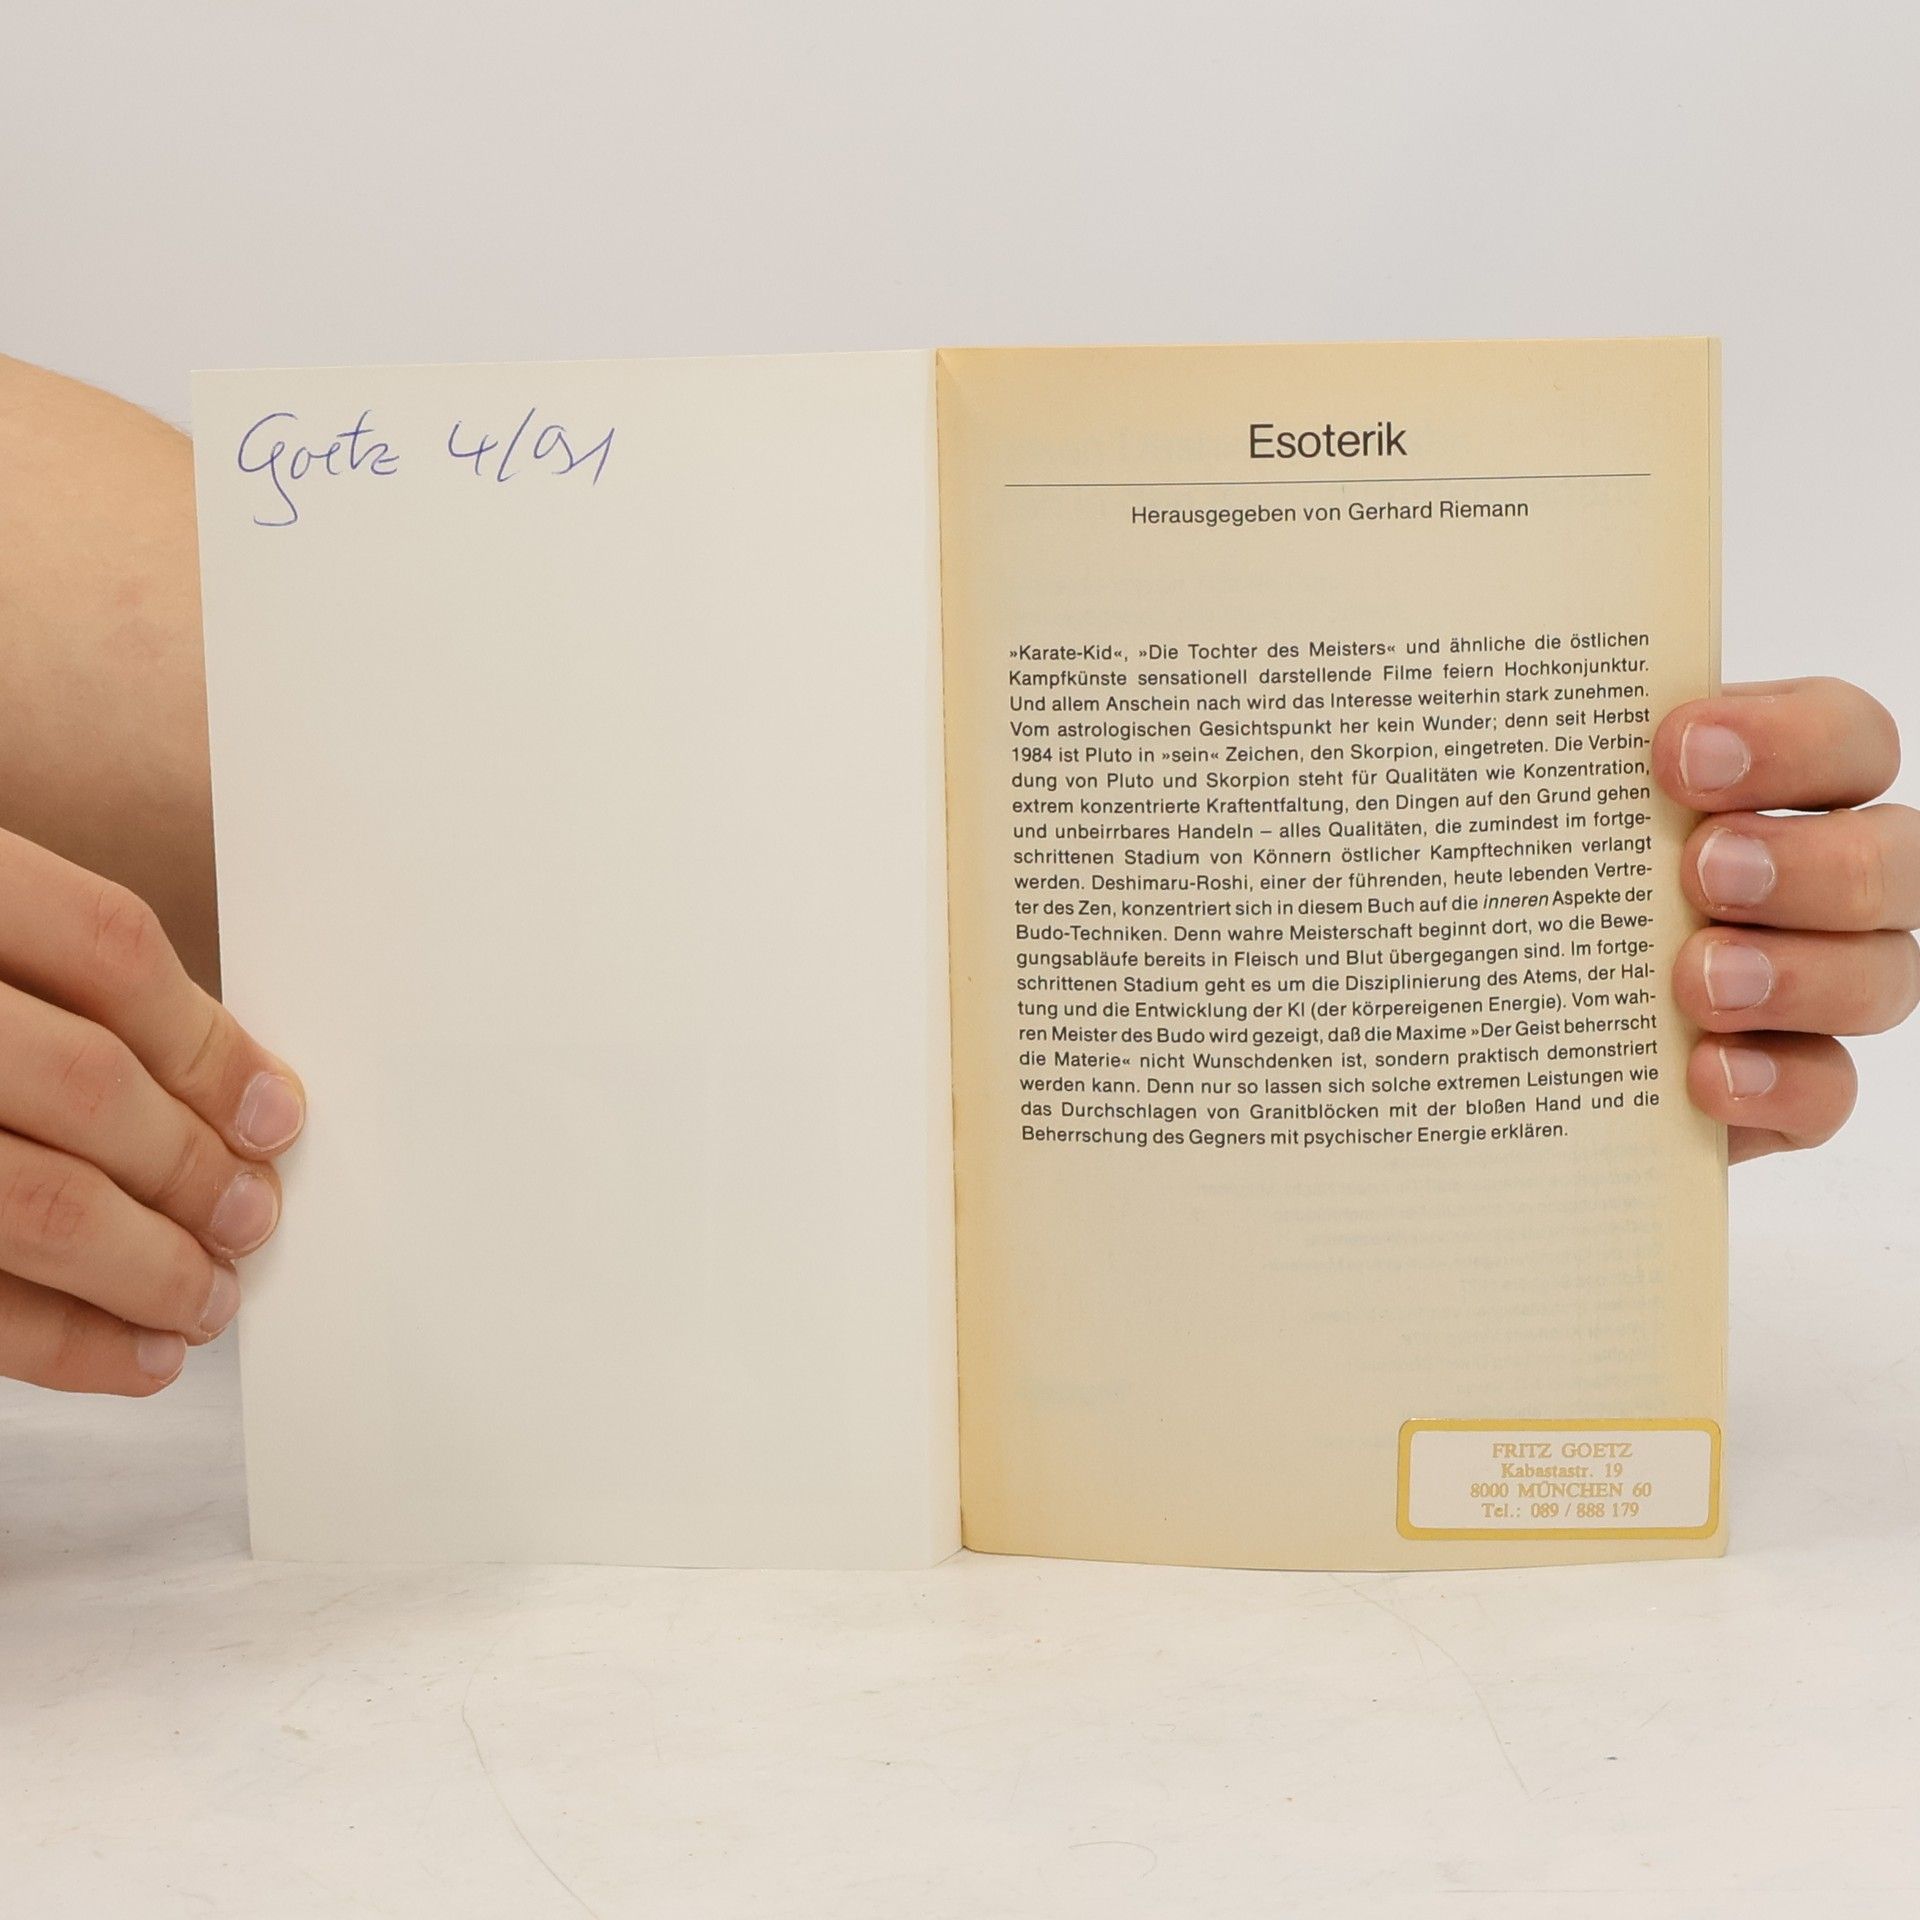 Goetz 4/91
Esoterik
Herausgegeben von Gerhard Riemann
»Karate-Kid«, »Die Tochter des Meisters« und ähnliche die östlichen
Kampfkünste sensationell darstellende Filme feiern Hochkonjunktur.
Und allem Anschein nach wird das Interesse weiterhin stark zunehmen.
Vom astrologischen Gesichtspunkt her kein Wunder; denn seit Herbst
1984 ist Pluto in »sein« Zeichen, den Skorpion, eingetreten. Die Verbin-
dung von Pluto und Skorpion steht für Qualitäten wie Konzentration,
extrem konzentrierte Kraftentfaltung, den Dingen auf den Grund gehen
und unbeirrbares Handeln – alles Qualitäten, die zumindest im fortge-
schrittenen Stadium von Könnern östlicher Kampftechniken verlangt
werden. Deshimaru-Roshi, einer der führenden, heute lebenden Vertre-
ter des Zen, konzentriert sich in diesem Buch auf die inneren Aspekte der
Budo-Techniken. Denn wahre Meisterschaft beginnt dort, wo die Bewe-
gungsabläufe bereits in Fleisch und Blut übergegangen sind. Im fortge-
schrittenen Stadium geht es um die Disziplinierung des Atems, der Hal-
tung und die Entwicklung der KI (der körpereigenen Energie). Vom wah-
ren Meister des Budo wird gezeigt, daß die Maxime »Der Geist beherrscht
die Materie« nicht Wunschdenken ist, sondern praktisch demonstriert
werden kann. Denn nur so lassen sich solche extremen Leistungen wie
das Durchschlagen von Granitblöcken mit der bloßen Hand und die
Beherrschung des Gegners mit psychischer Energie erklären.
FRITZ GOETZ
Kabastastr. 19
8000 MÜNCHEN 60
Tel.: 089 / 888 179